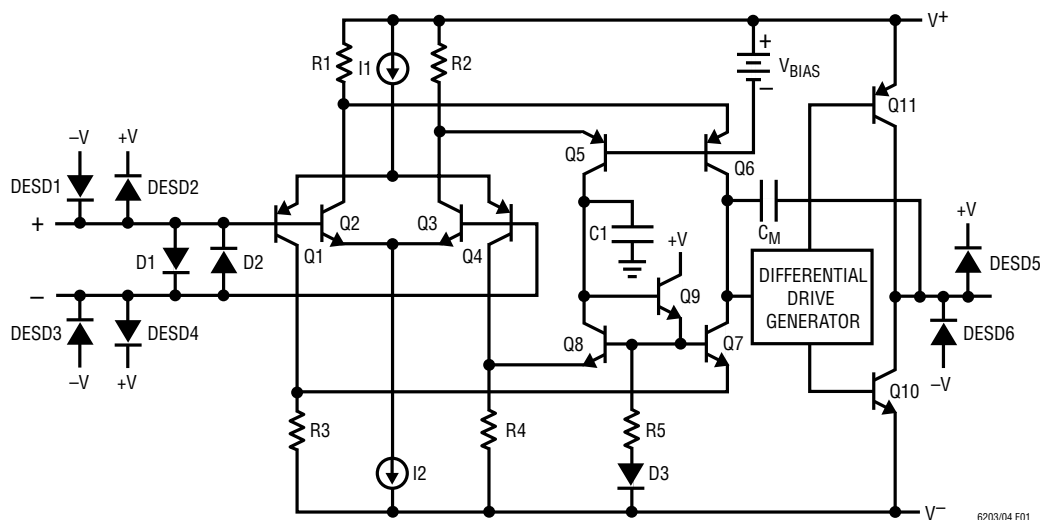 V+
R1
I1
R2
+
VBIAS
–
Q11
–V
+V
Q5
Q6
DESD1
DESD2
+
Q2
Q3
C1
CM
+V
D1
D2
Q1
Q4
+V
DIFFERENTIAL
DRIVE
GENERATOR
DESD5
–
Q9
DESD3
DESD4
Q8
Q7
DESD6
–V
+V
–V
Q10
R3
R4
R5
I2
D3
V–
6203/04 F01